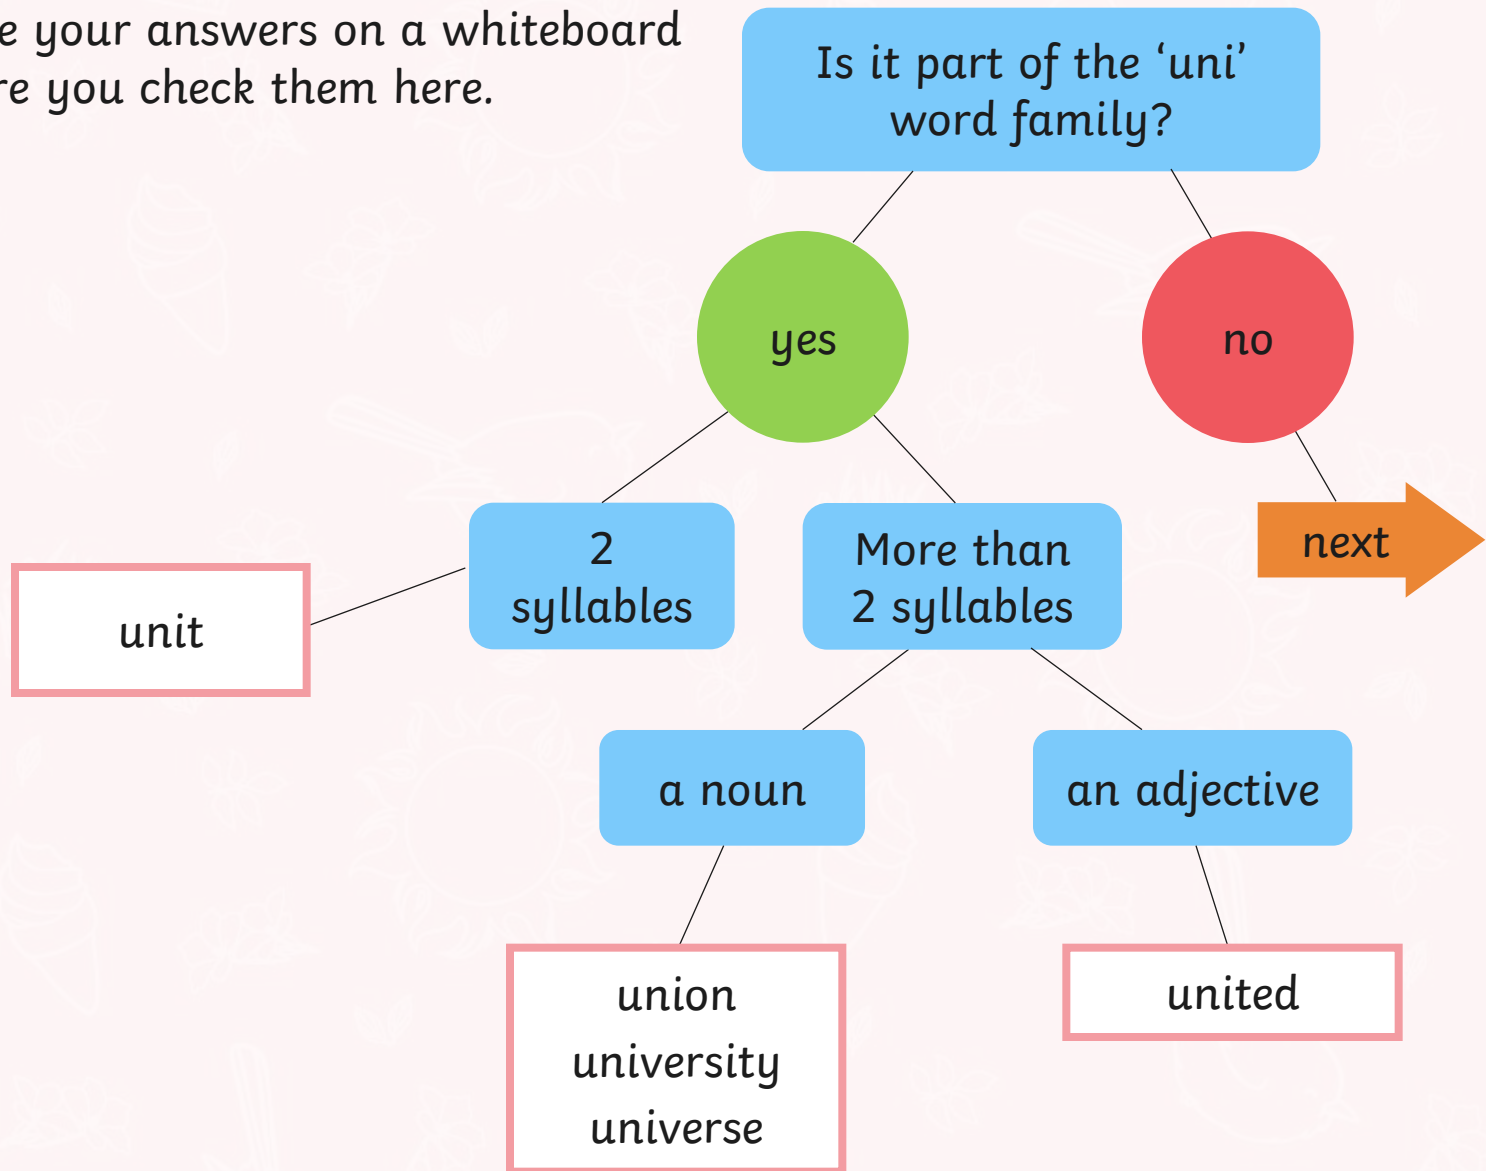 your answers on a whiteboard
you check them here.
Is it part of the ‘uni’
word family?
yes
no
2
syllables
More than
2 syllables
next
unit
a noun
an adjective
union
university
universe
united